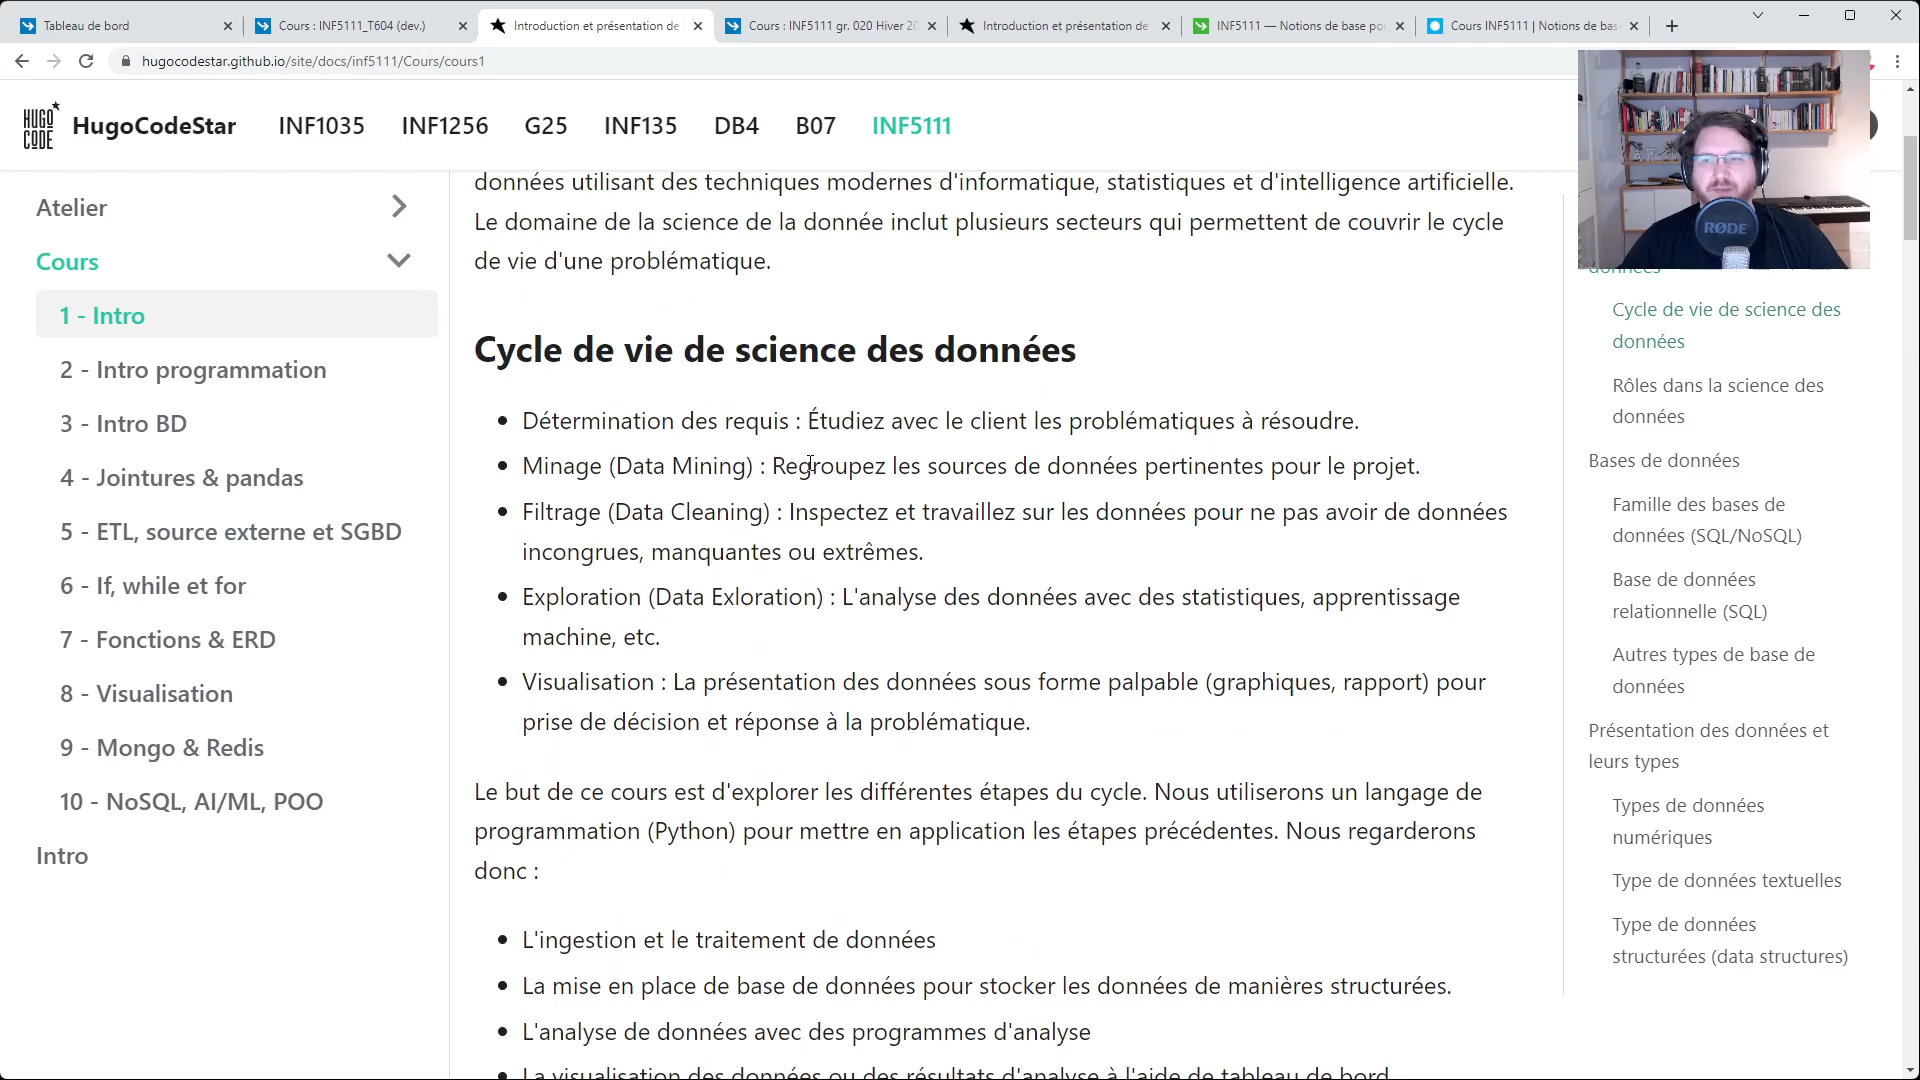 Tableau de bord
Cours : INF5111_T604 (dev.)
Introduction et présentation de
Cours : INF5111 gr. 020 Hiver 20
Introduction et présentation de
INF5111 — Notions de base po
Cours INF5111 | Notions de bas
hugocodestar.github.io/site/docs/inf5111/Cours/cours1
HUGO CODE
HugoCodeStar
INF1035
INF1256
G25
INF135
DB4
B07
INF5111
Atelier
Cours
1 - Intro
2 - Intro programmation
3 - Intro BD
4 - Jointures & pandas
5 - ETL, source externe et SGBD
6 - If, while et for
7 - Fonctions & ERD
8 - Visualisation
9 - Mongo & Redis
10 - NoSQL, AI/ML, POO
Intro
données utilisant des techniques modernes d'informatique, statistiques et d'intelligence artificielle.
Le domaine de la science de la donnée inclut plusieurs secteurs qui permettent de couvrir le cycle
de vie d'une problématique.
Cycle de vie de science des données
Détermination des requis : Étudiez avec le client les problématiques à résoudre.
Minage (Data Mining) : Regroupez les sources de données pertinentes pour le projet.
Filtrage (Data Cleaning) : Inspectez et travaillez sur les données pour ne pas avoir de données
incongrues, manquantes ou extrêmes.
Exploration (Data Exloration) : L'analyse des données avec des statistiques, apprentissage
machine, etc.
Visualisation : La présentation des données sous forme palpable (graphiques, rapport) pour
prise de décision et réponse à la problématique.
Le but de ce cours est d'explorer les différentes étapes du cycle. Nous utiliserons un langage de
programmation (Python) pour mettre en application les étapes précédentes. Nous regarderons
donc :
L'ingestion et le traitement de données
La mise en place de base de données pour stocker les données de manières structurées.
L'analyse de données avec des programmes d'analyse
La visualisation des données ou des résultats d'analyse à l'aide de tableau de bord
RØDE
données
Cycle de vie de science des
données
Rôles dans la science des
données
Bases de données
Famille des bases de
données (SQL/NoSQL)
Base de données
relationnelle (SQL)
Autres types de base de
données
Présentation des données et
leurs types
Types de données
numériques
Type de données textuelles
Type de données
structurées (data structures)